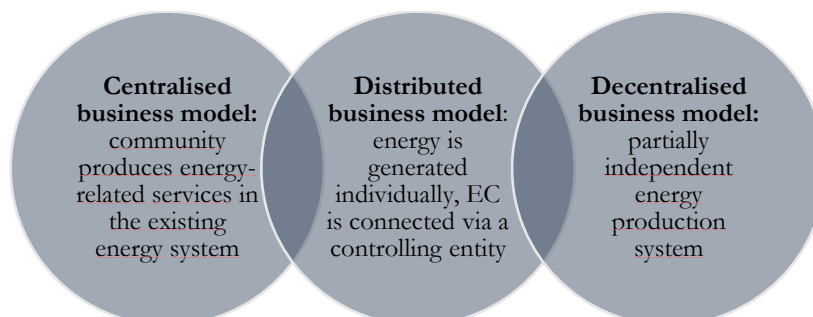 Centralised
business model:
community
produces energy-
related services in
the existing
energy system
Distributed
business model:
energy is
generated
individually, EC
is connected via a
controlling entity
Decentralised
business model:
partially
independent
energy
production
system